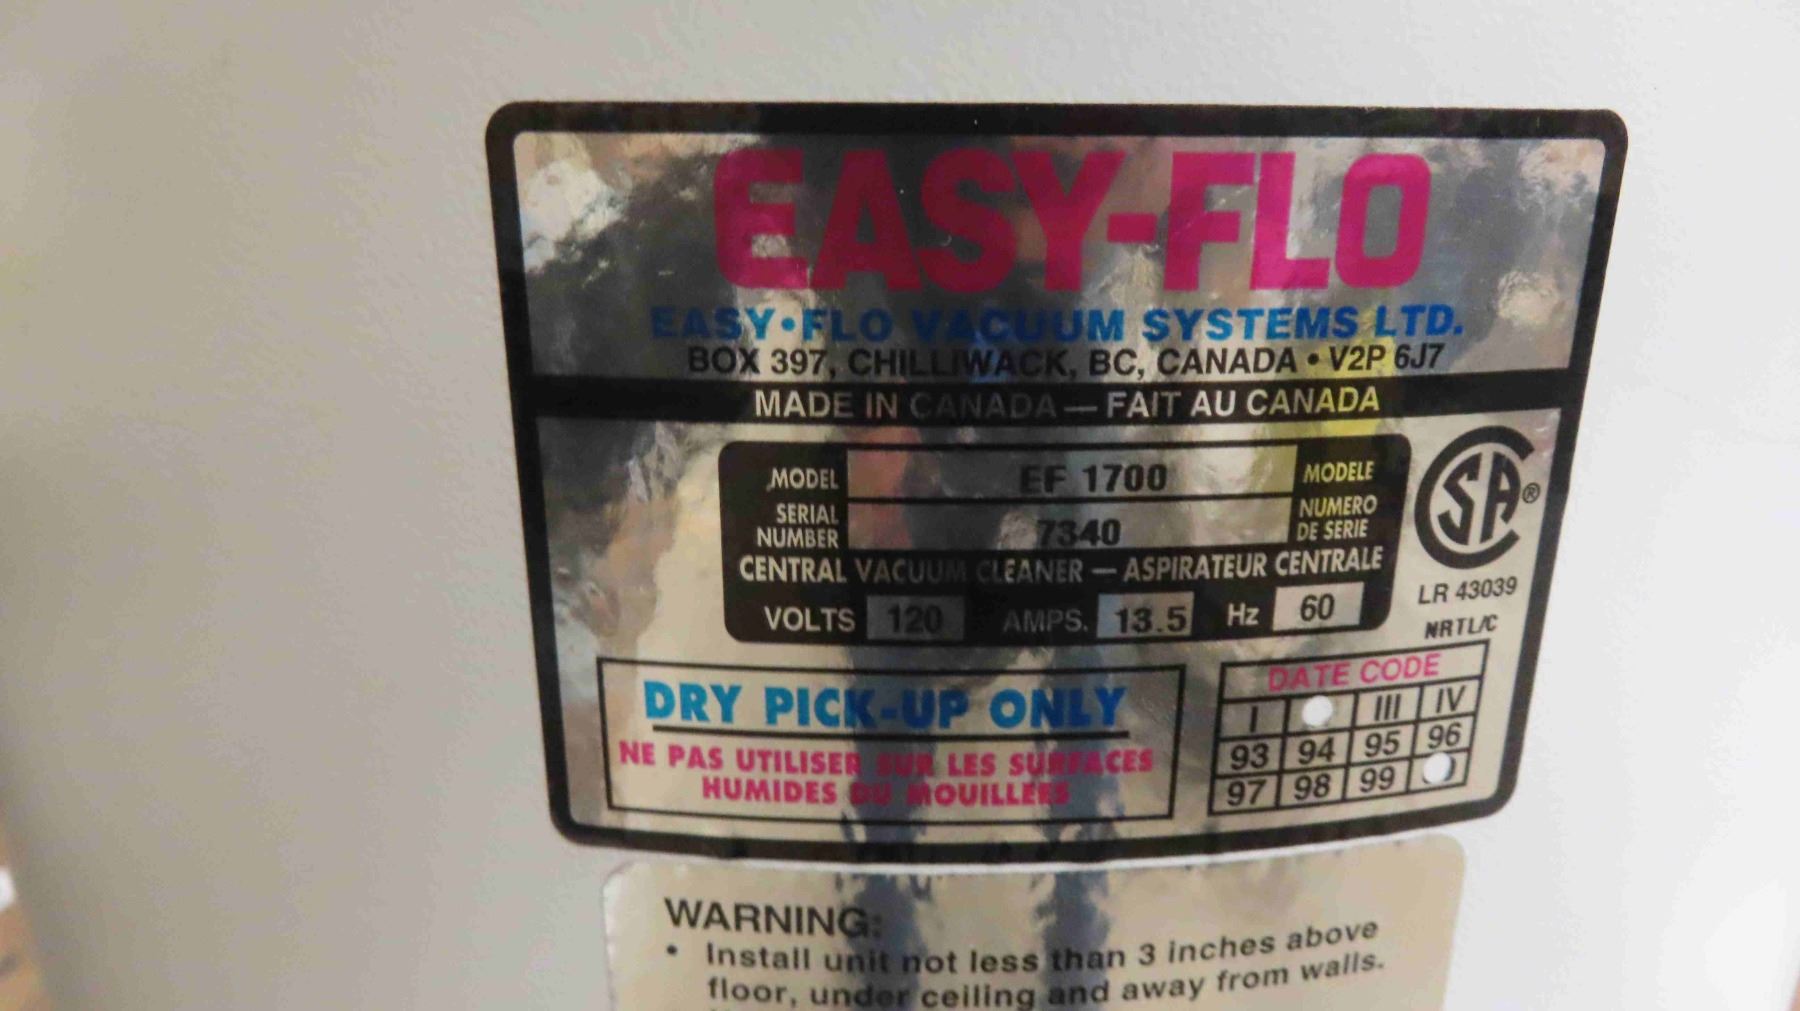 EASY-FLO
EASY•FLO VACUUM SYSTEMS LTD.
BOX 397, CHILLIWACK, BC, CANADA • V2P 6J7
MADE IN CANADA — FAIT AU CANADA
MODEL EF 1700 MODELE
SERIAL NUMBER 7340 NUMERO DE SERIE
CENTRAL VACUUM CLEANER — ASPIRATEUR CENTRALE
VOLTS 120 AMPS. 13.5 Hz 60
SA®
LR 43039
NRTL/C
DRY PICK-UP ONLY
NE PAS UTILISER SUR LES SURFACES
HUMIDES OU MOUILLEES
DATE CODE
I III IV
93 94 95 96
97 98 99
WARNING:
• Install unit not less than 3 inches above
floor, under ceiling and away from walls.